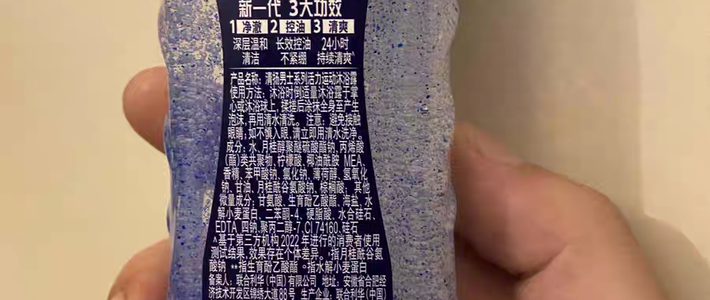 新一代 3大功效
1 净澈 2 控油 3 清爽
深层温和 长效控油 24小时
清洁 不紧绷 持续清爽^
产品名称：清扬男士系列活力运动沐浴露
使用方法：沐浴时倒适量沐浴露于掌
心或沐浴球上，揉搓后涂抹全身至产生
泡沫，再用清水清洗。 注意：避免接触
眼睛；如不慎入眼，请立即用清水洗净。
成分：水、月桂醇聚醚硫酸酯钠、丙烯酸
（酯）类共聚物、柠檬酸、椰油酰胺 MEA、
香精、苯甲酸钠、氯化钠、薄荷醇、氢氧化
钠、甘油、月桂酰谷氨酸钠、棕榈酸； 其他
微量成分：甘氨酸、生育酚乙酸酯、海盐、水
解小麦蛋白、二苯酮-4、硬脂酸、水合硅石、
EDTA 四钠、聚丙二醇-7、CI 74160、硅石
^基于第三方机构 2022 年进行的消费者使用
测试结果，效果存在个体差异。*指月桂酰谷氨
酸钠 **指生育酚乙酸酯 °指水解小麦蛋白
备案人：联合利华（中国）有限公司 地址：安徽省合肥经
济技术开发区锦绣大道88号 生产企业：联合利华（中国）